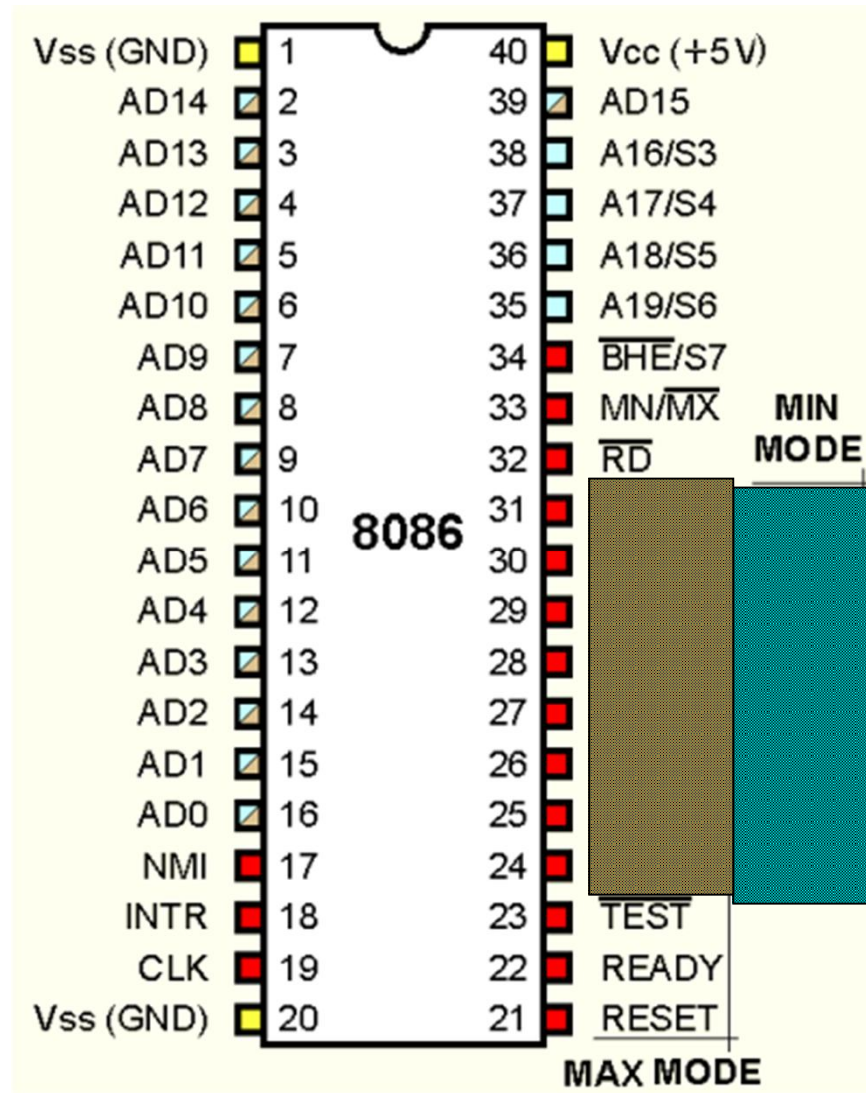 Vss (GND) 1 40 Vcc (+5V)
AD14 2 39 AD15
AD13 3 38 A16/S3
AD12 4 37 A17/S4
AD11 5 36 A18/S5
AD10 6 35 A19/S6
AD9 7 34 BHE/S7
AD8 8 33 MN/MX MIN
AD7 9 32 RD MODE
AD6 10 31
8086
AD5 11 30
AD4 12 29
AD3 13 28
AD2 14 27
AD1 15 26
AD0 16 25
NMI 17 24
INTR 18 23 TEST
CLK 19 22 READY
Vss (GND) 20 21 RESET
MAX MODE